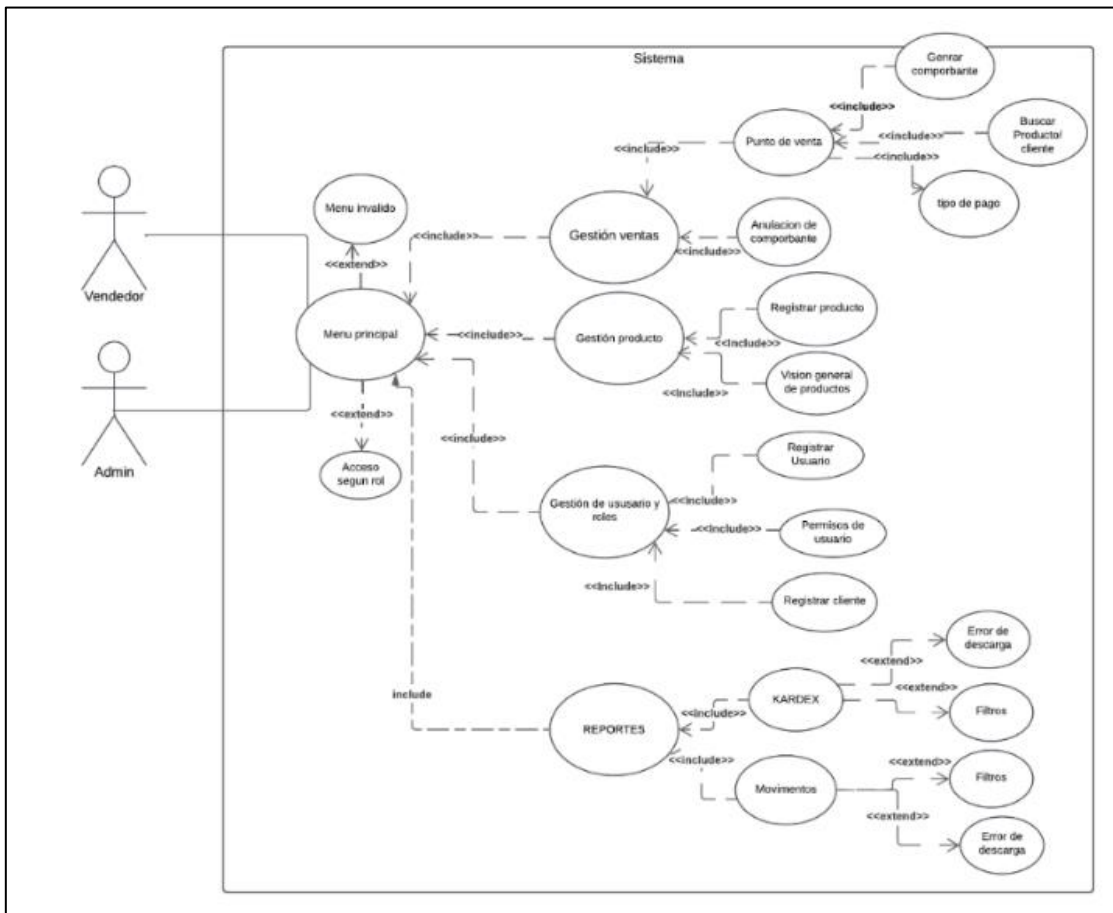 Sistema
Genrar
comporbante
<<include>>
Buscar
Producto/
cliente
<<include>>
Punto de venta
<<include>>
<<include>>
tipo de pago
Menu invalido
<<include>>
Gestión ventas
Anulacion de
comporbante
<<include>>
<<extend>>
Vendedor
Menu principal
<<include>>
Gestión producto
Registrar producto
<<include>>
Vision general
de productos
<<include>>
<<extend>>
<<include>>
Admin
Acceso
segun rol
Registrar
Usuario
Gestión de ususario y
roles
<<include>>
<<include>>
Permisos de
usuario
<<include>>
Registrar cliente
Error de
descarga
<<extend>>
include
KARDEX
<<extend>>
<<include>>
Filtros
REPORTES
<<include>>
<<extend>>
Filtros
Movimentos
<<extend>>
Error de
descarga